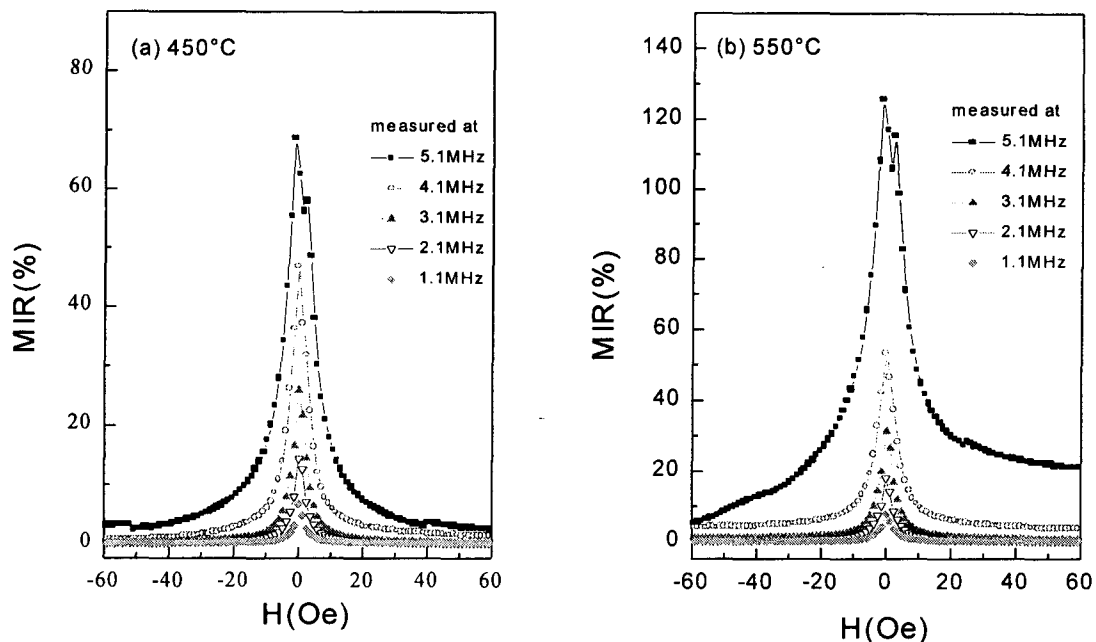 (a) 450°C
80
60
40
20
0
MIR(%)
measured at
5.1MHz
4.1MHz
3.1MHz
2.1MHz
1.1MHz
-60 -40 -20 0 20 40 60
H(Oe)
(b) 550°C
140
120
100
80
60
40
20
0
MIR(%)
measured at
5.1MHz
4.1MHz
3.1MHz
2.1MHz
1.1MHz
-60 -40 -20 0 20 40 60
H(Oe)